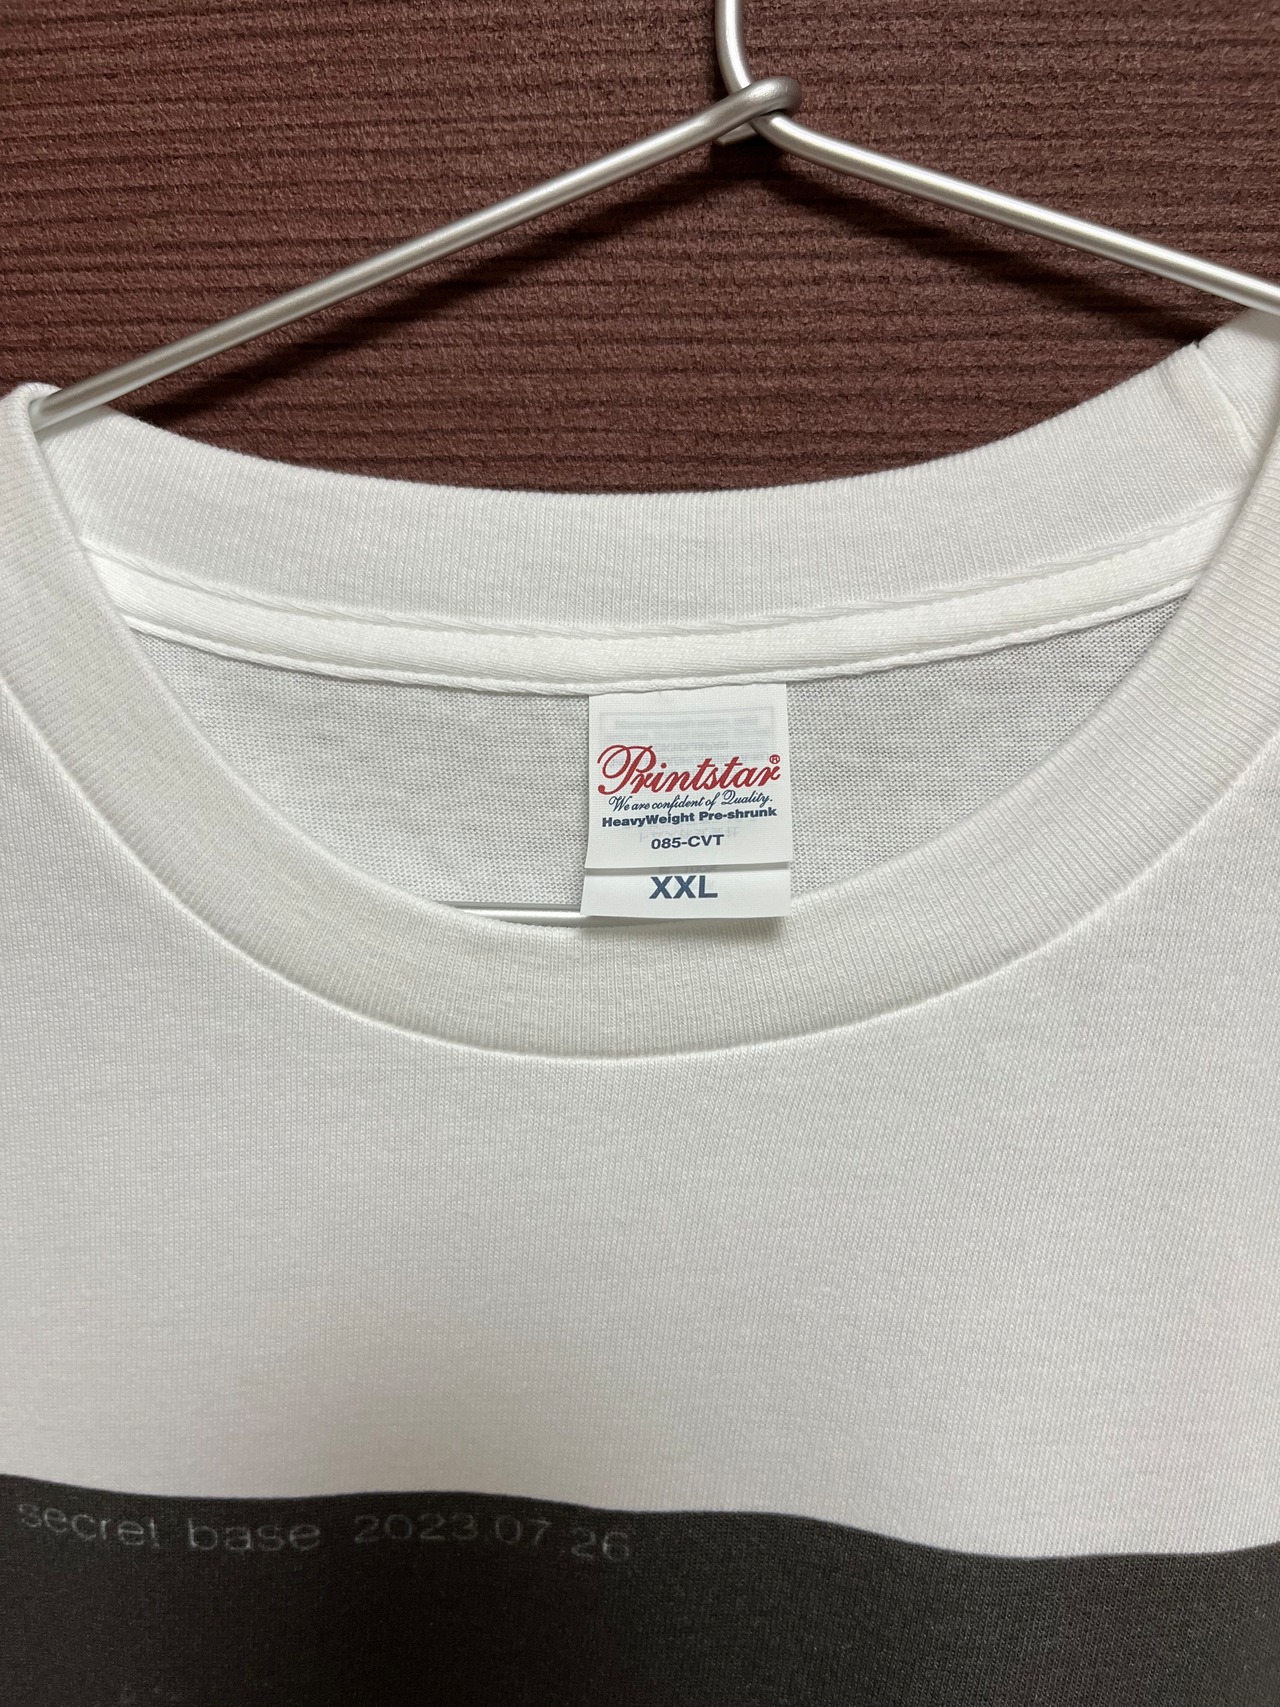 Printstar®
We are confident of Quality.
HeavyWeight Pre-shrunk
085-CVT
XXL
secret base 2023.07.26